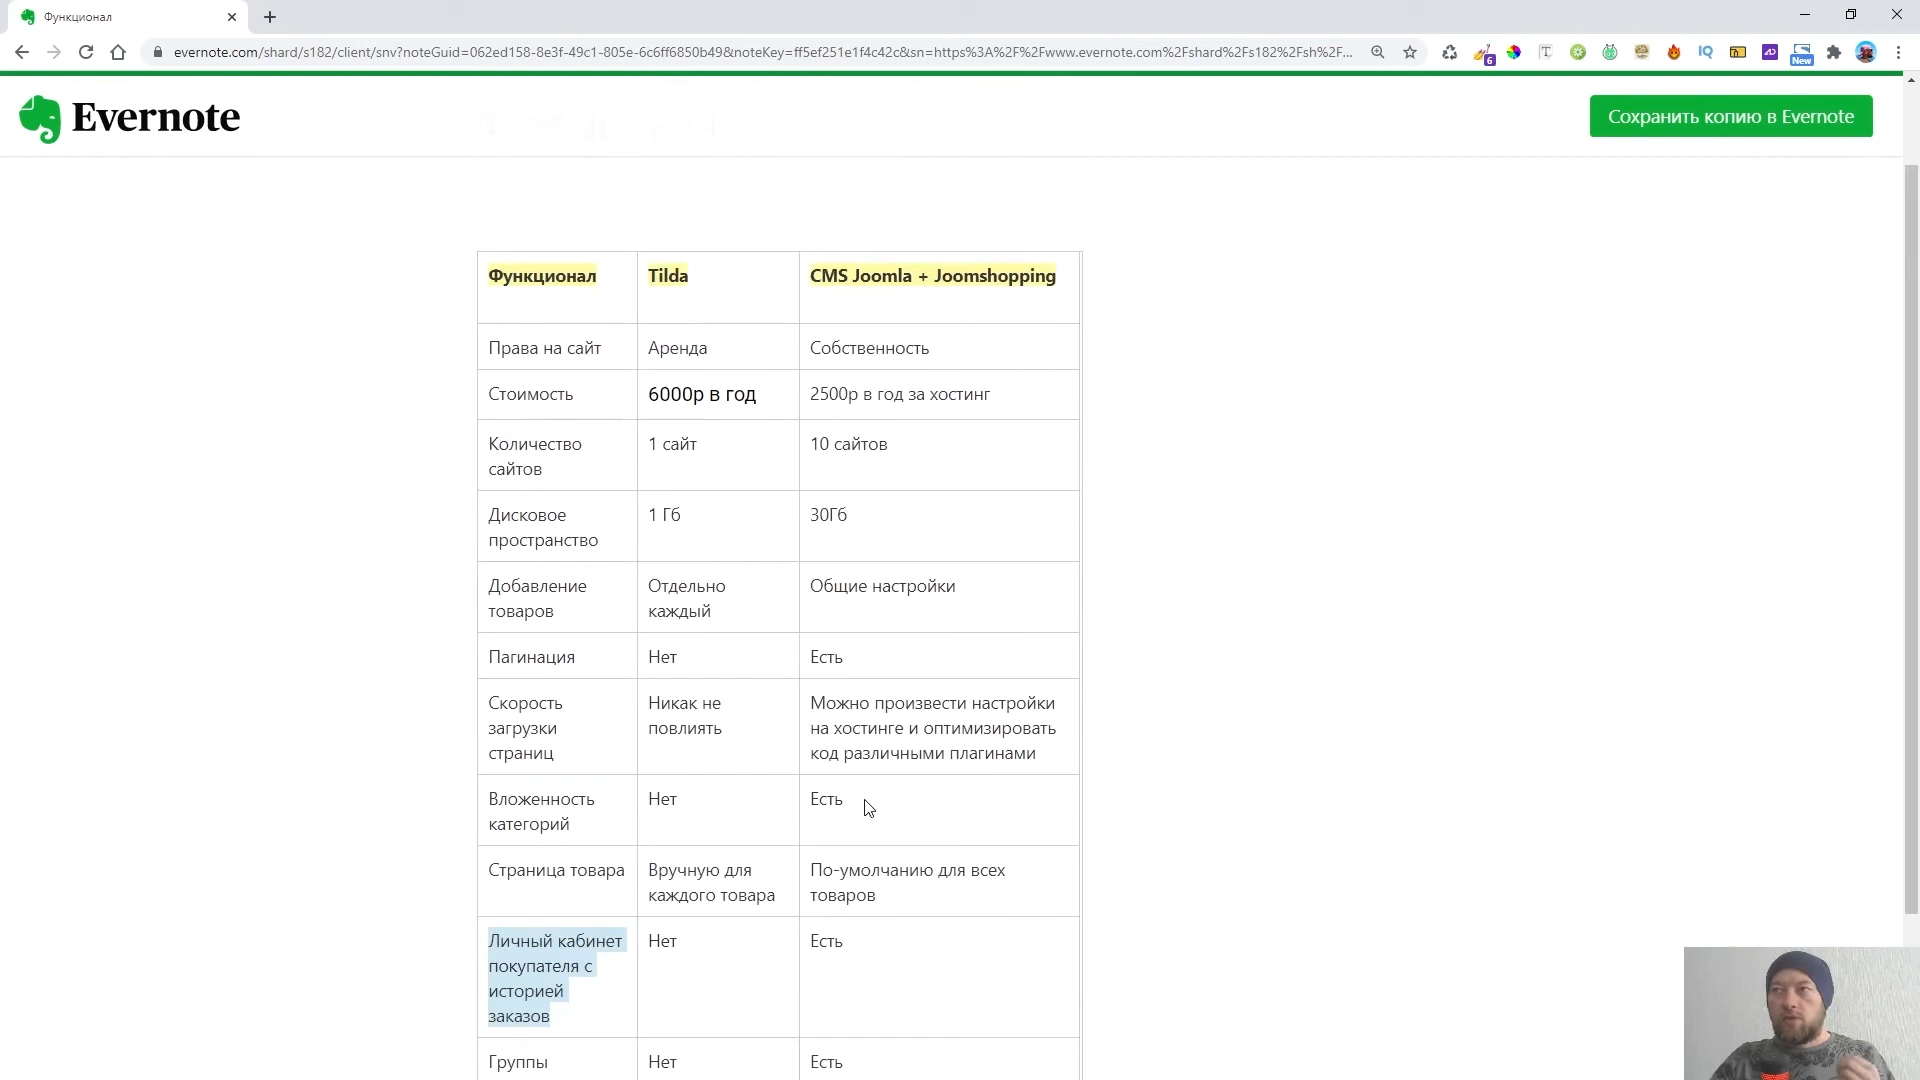 Функционал
evernote.com/shard/s182/client/snv?noteGuid=062ed158-8e3f-49c1-805e-6c6ff6850b49&noteKey=ff5ef251e1f4c42c&sn=https%3A%2F%2Fwww.evernote.com%2Fshard%2Fs182%2Fsh%2F...
6
T
IQ
New
Evernote
Сохранить копию в Evernote
Функционал
Tilda
CMS Joomla + Joomshopping
Права на сайт
Аренда
Собственность
Стоимость
6000р в год
2500р в год за хостинг
Количество
сайтов
1 сайт
10 сайтов
Дисковое
пространство
1 Гб
30Гб
Добавление
товаров
Отдельно
каждый
Общие настройки
Пагинация
Нет
Есть
Скорость
загрузки
страниц
Никак не
повлиять
Можно произвести настройки
на хостинге и оптимизировать
код различными плагинами
Вложенность
категорий
Нет
Есть
Страница товара
Вручную для
каждого товара
По-умолчанию для всех
товаров
Личный кабинет
покупателя с
историей
заказов
Нет
Есть
Группы
Нет
Есть